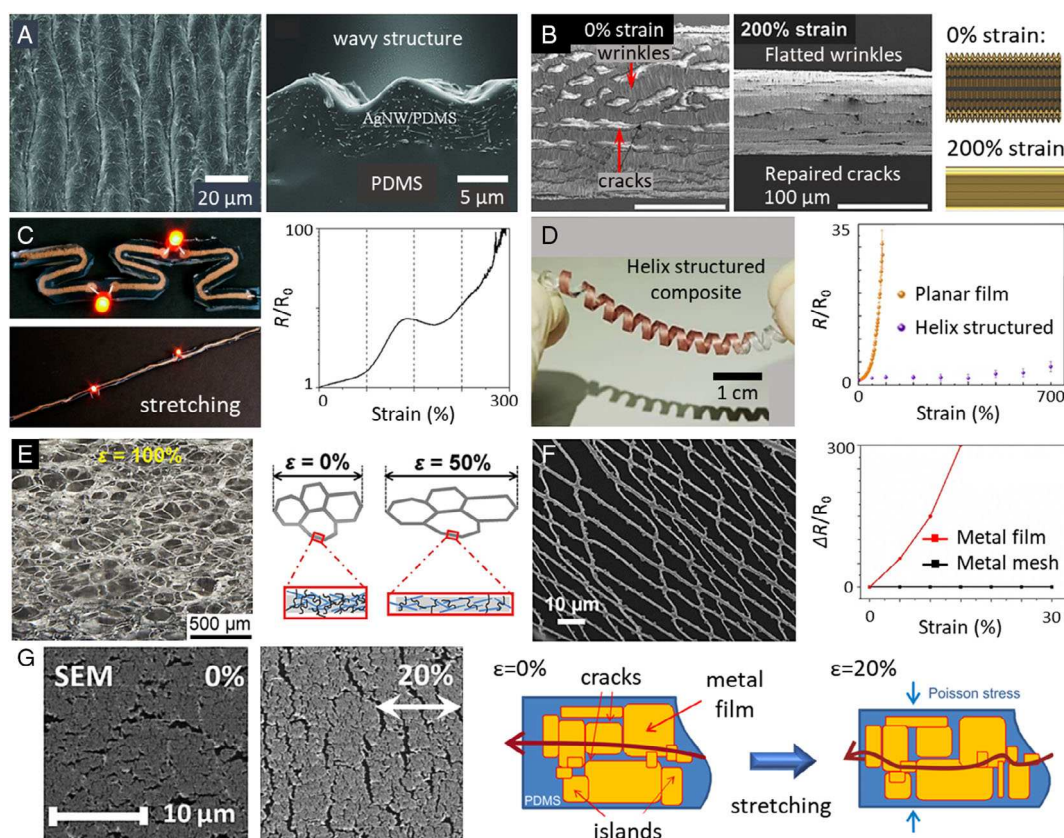 A
20 μm
wavy structure
AgNW/PDMS
PDMS
5 μm
B
0% strain
wrinkles
cracks
200% strain
Flatted wrinkles
Repaired cracks
100 μm
0% strain:
200% strain
C
stretching
100
R/R₀
1
0
Strain (%)
300
D
Helix structured
composite
1 cm
35
R/R₀
Planar film
Helix structured
0
0
Strain (%)
700
E
ε = 100%
500 μm
ε = 0%
ε = 50%
F
10 μm
300
ΔR/R₀
Metal film
Metal mesh
0
0
Strain (%)
30
G
SEM
0%
10 μm
20%
ε=0%
cracks
metal
film
PDMS
islands
stretching
ε=20%
Poisson stress
PDMS